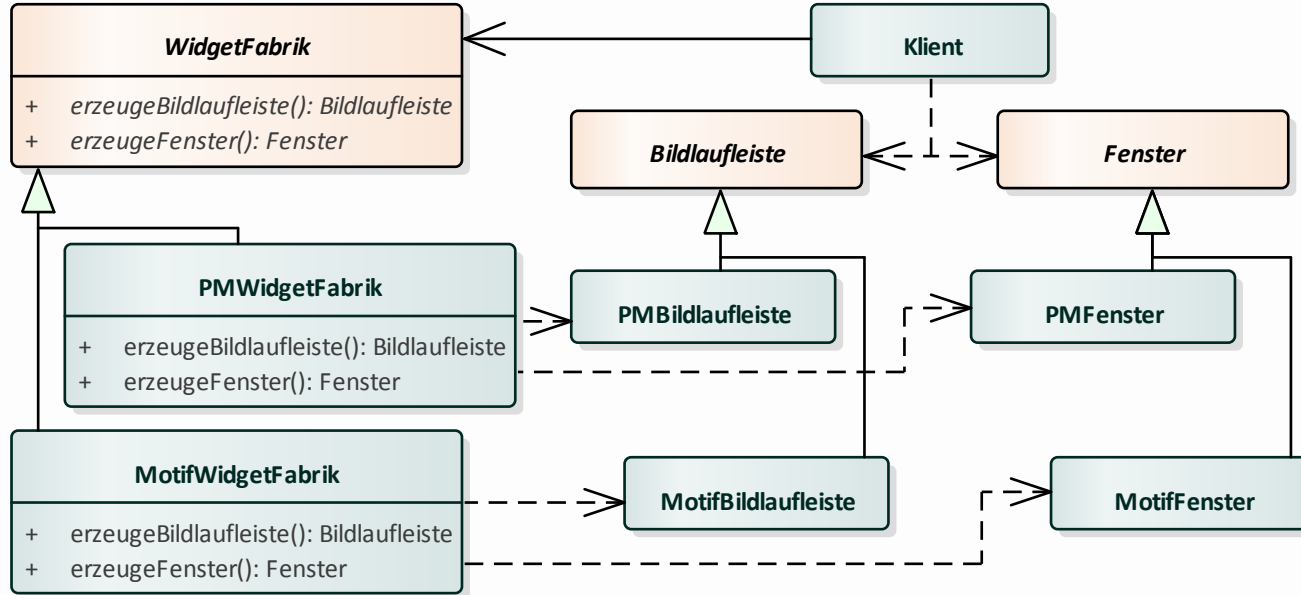 WidgetFabrik
+ erzeugeBildlaufleiste(): Bildlaufleiste
+ erzeugeFenster(): Fenster
Klient
Bildlaufleiste
Fenster
PMWidgetFabrik
+ erzeugeBildlaufleiste(): Bildlaufleiste
+ erzeugeFenster(): Fenster
PMBildlaufleiste
PMFenster
MotifWidgetFabrik
+ erzeugeBildlaufleiste(): Bildlaufleiste
+ erzeugeFenster(): Fenster
MotifBildlaufleiste
MotifFenster